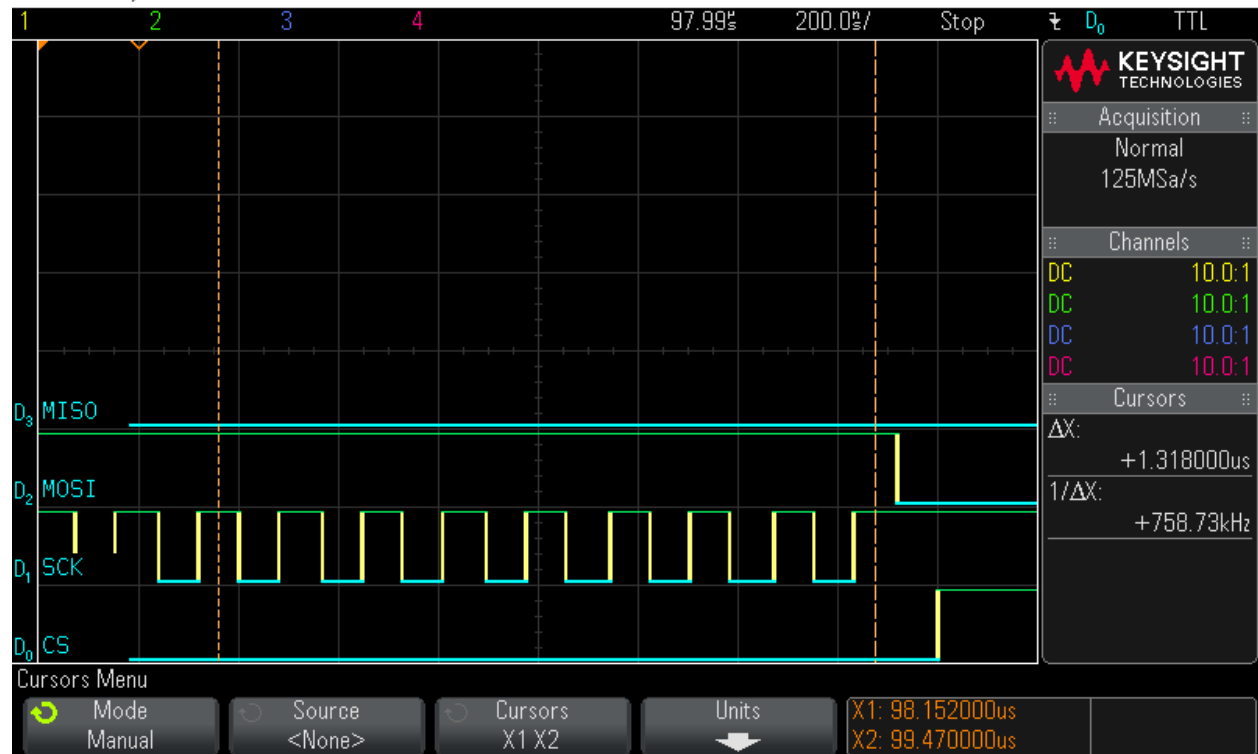 1 2 3 4 97.99µs 200.0ns/ Stop D0 TTL
KEYSIGHT
TECHNOLOGIES
Acquisition
Normal
125MSa/s
Channels
DC 10.0:1
DC 10.0:1
DC 10.0:1
DC 10.0:1
Cursors
ΔX:
+1.318000us
1/ΔX:
+758.73kHz
D3 MISO
D2 MOSI
D1 SCK
D0 CS
Cursors Menu
Mode
Manual
Source
<None>
Cursors
X1 X2
Units
X1: 98.152000us
X2: 99.470000us